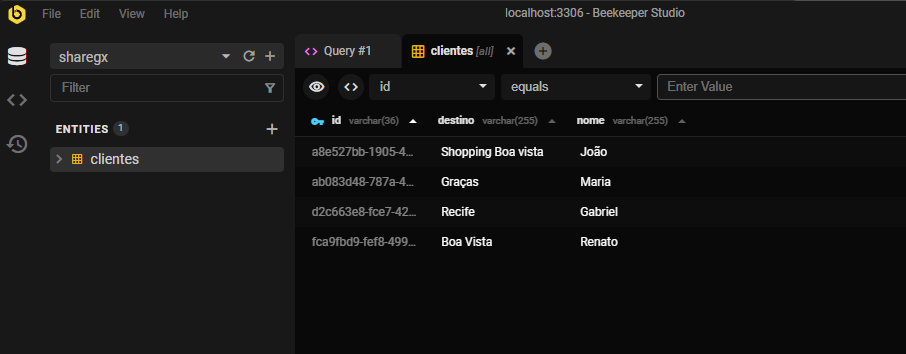 File Edit View Help localhost:3306 - Beekeeper Studio
sharegx
Filter
ENTITIES 1
clientes
Query #1 clientes [all]
id equals Enter Value
id varchar(36) destino varchar(255) nome varchar(255)
a8e527bb-1905-4... Shopping Boa vista João
ab083d48-787a-4... Graças Maria
d2c663e8-fce7-42... Recife Gabriel
fca9fbd9-fef8-499... Boa Vista Renato